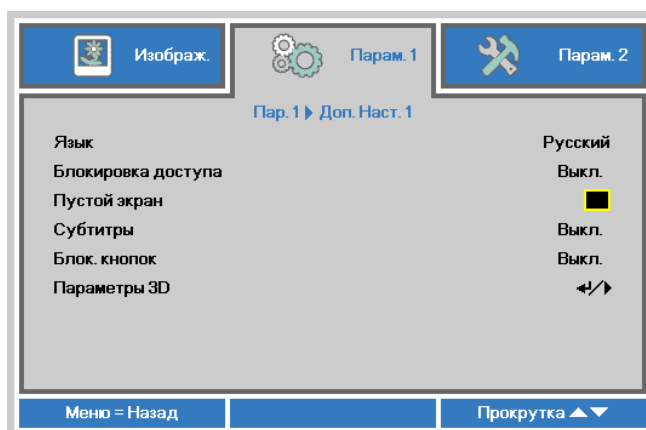 Изображ. Парам. 1 Парам. 2
Пар. 1 Доп. Наст. 1
Язык Русский
Блокировка доступа Выкл.
Пустой экран
Субтитры Выкл.
Блок. кнопок Выкл.
Параметры 3D
Меню = Назад Прокрутка